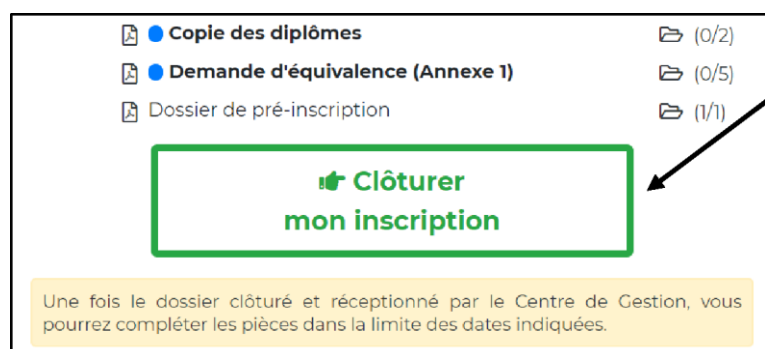 Copie des diplômes (0/2)
Demande d'équivalence (Annexe 1) (0/5)
Dossier de pré-inscription (1/1)
Clôturer
mon inscription
Une fois le dossier clôturé et réceptionné par le Centre de Gestion, vous
pourrez compléter les pièces dans la limite des dates indiquées.